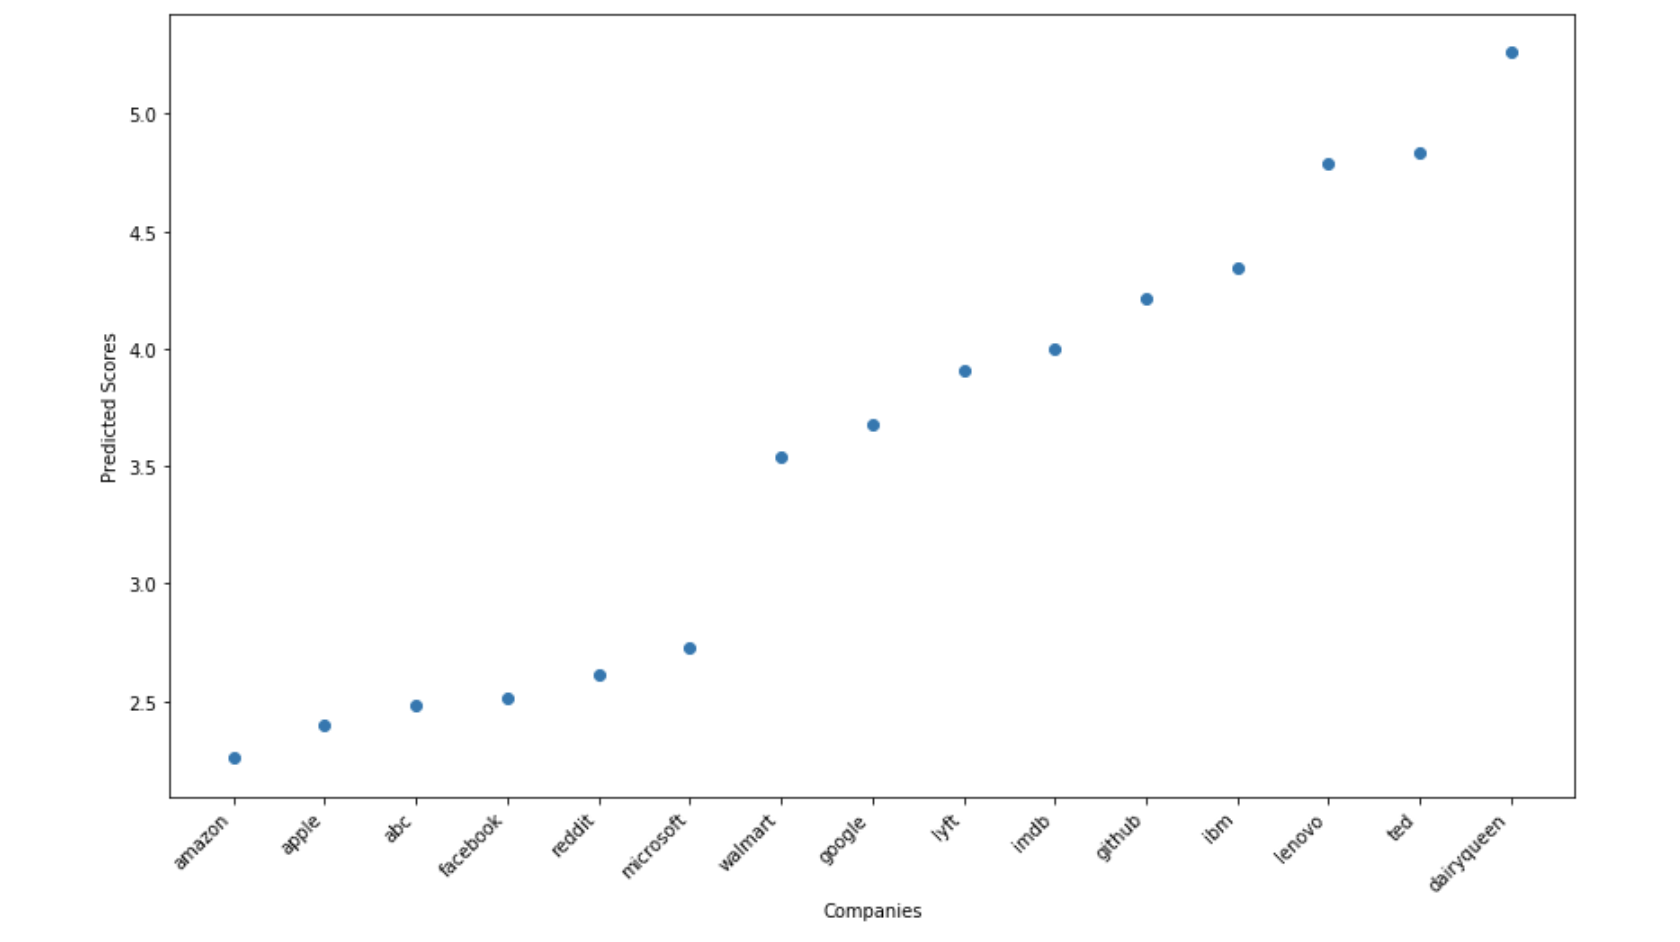 5.0
4.5
4.0
3.5
3.0
2.5
Predicted Scores
amazon
apple
abc
facebook
reddit
microsoft
walmart
google
lyft
imdb
github
ibm
lenovo
ted
dairyqueen
Companies